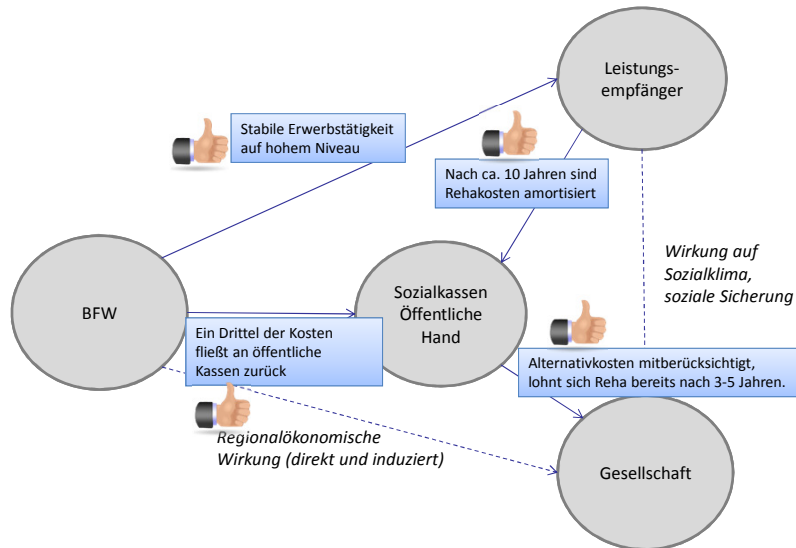 Leistungs-
empfänger
Stabile Erwerbstätigkeit
auf hohem Niveau
Nach ca. 10 Jahren sind
Rehakosten amortisiert
Wirkung auf
Sozialklima,
soziale Sicherung
BFW
Sozialkassen
Öffentliche
Hand
Ein Drittel der Kosten
fließt an öffentliche
Kassen zurück
Alternativkosten mitberücksichtigt,
lohnt sich Reha bereits nach 3-5 Jahren.
Regionalökonomische
Wirkung (direkt und induziert)
Gesellschaft